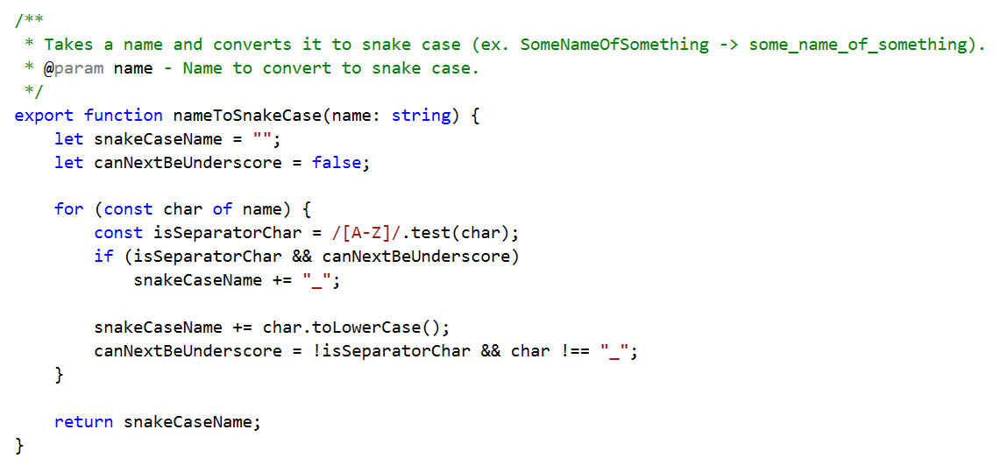 /**
 * Takes a name and converts it to snake case (ex. SomeNameOfSomething -> some_name_of_something).
 * @param name - Name to convert to snake case.
 */
export function nameToSnakeCase(name: string) {
    let snakeCaseName = "";
    let canNextBeUnderscore = false;

    for (const char of name) {
        const isSeparatorChar = /[A-Z]/.test(char);
        if (isSeparatorChar && canNextBeUnderscore)
            snakeCaseName += "_";

        snakeCaseName += char.toLowerCase();
        canNextBeUnderscore = !isSeparatorChar && char !== "_";
    }

    return snakeCaseName;
}